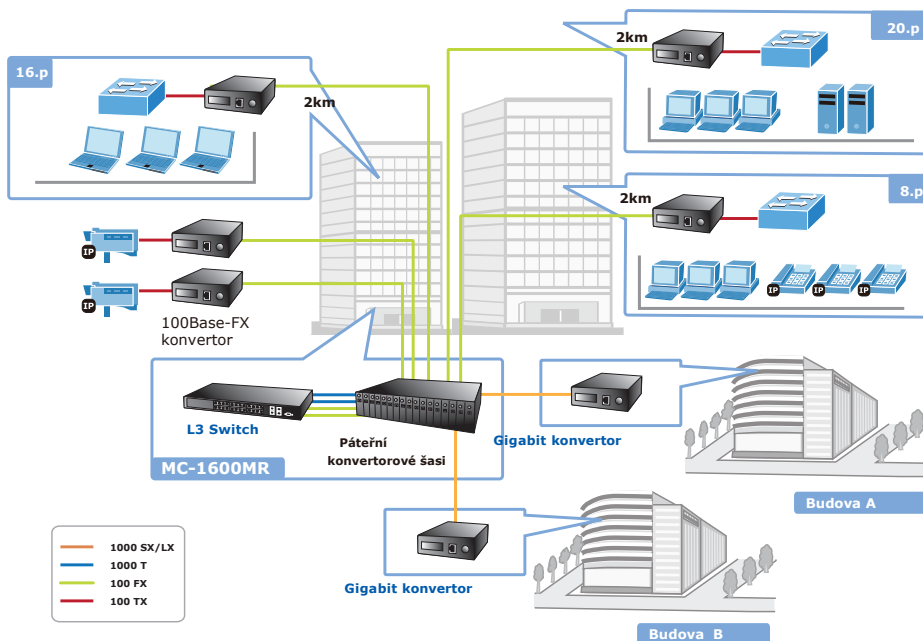 16.p
2km
2km
20.p
2km
8.p
IP
IP
IP
IP
IP
100Base-FX
konvertor
L3 Switch
Páteřní
konvertorové šasi
MC-1600MR
Gigabit konvertor
Budova A
Gigabit konvertor
Budova B
1000 SX/LX
1000 T
100 FX
100 TX